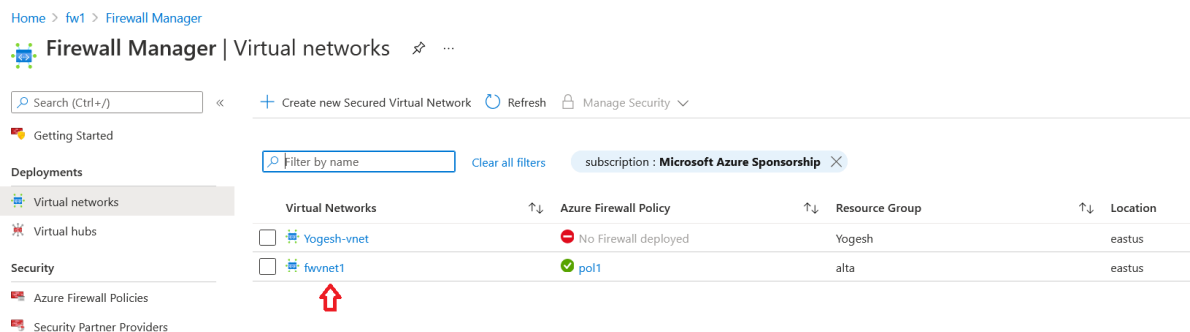 Home > fw1 > Firewall Manager
Firewall Manager | Virtual networks ...
Search (Ctrl+/) «
Getting Started
Deployments
Virtual networks
Virtual hubs
Security
Azure Firewall Policies
Security Partner Providers
+ Create new Secured Virtual Network Refresh Manage Security
Filter by name Clear all filters subscription : Microsoft Azure Sponsorship ×
Virtual Networks ↑↓ Azure Firewall Policy ↑↓ Resource Group ↑↓ Location
Yogesh-vnet No Firewall deployed Yogesh eastus
fwvnet1 pol1 alta eastus